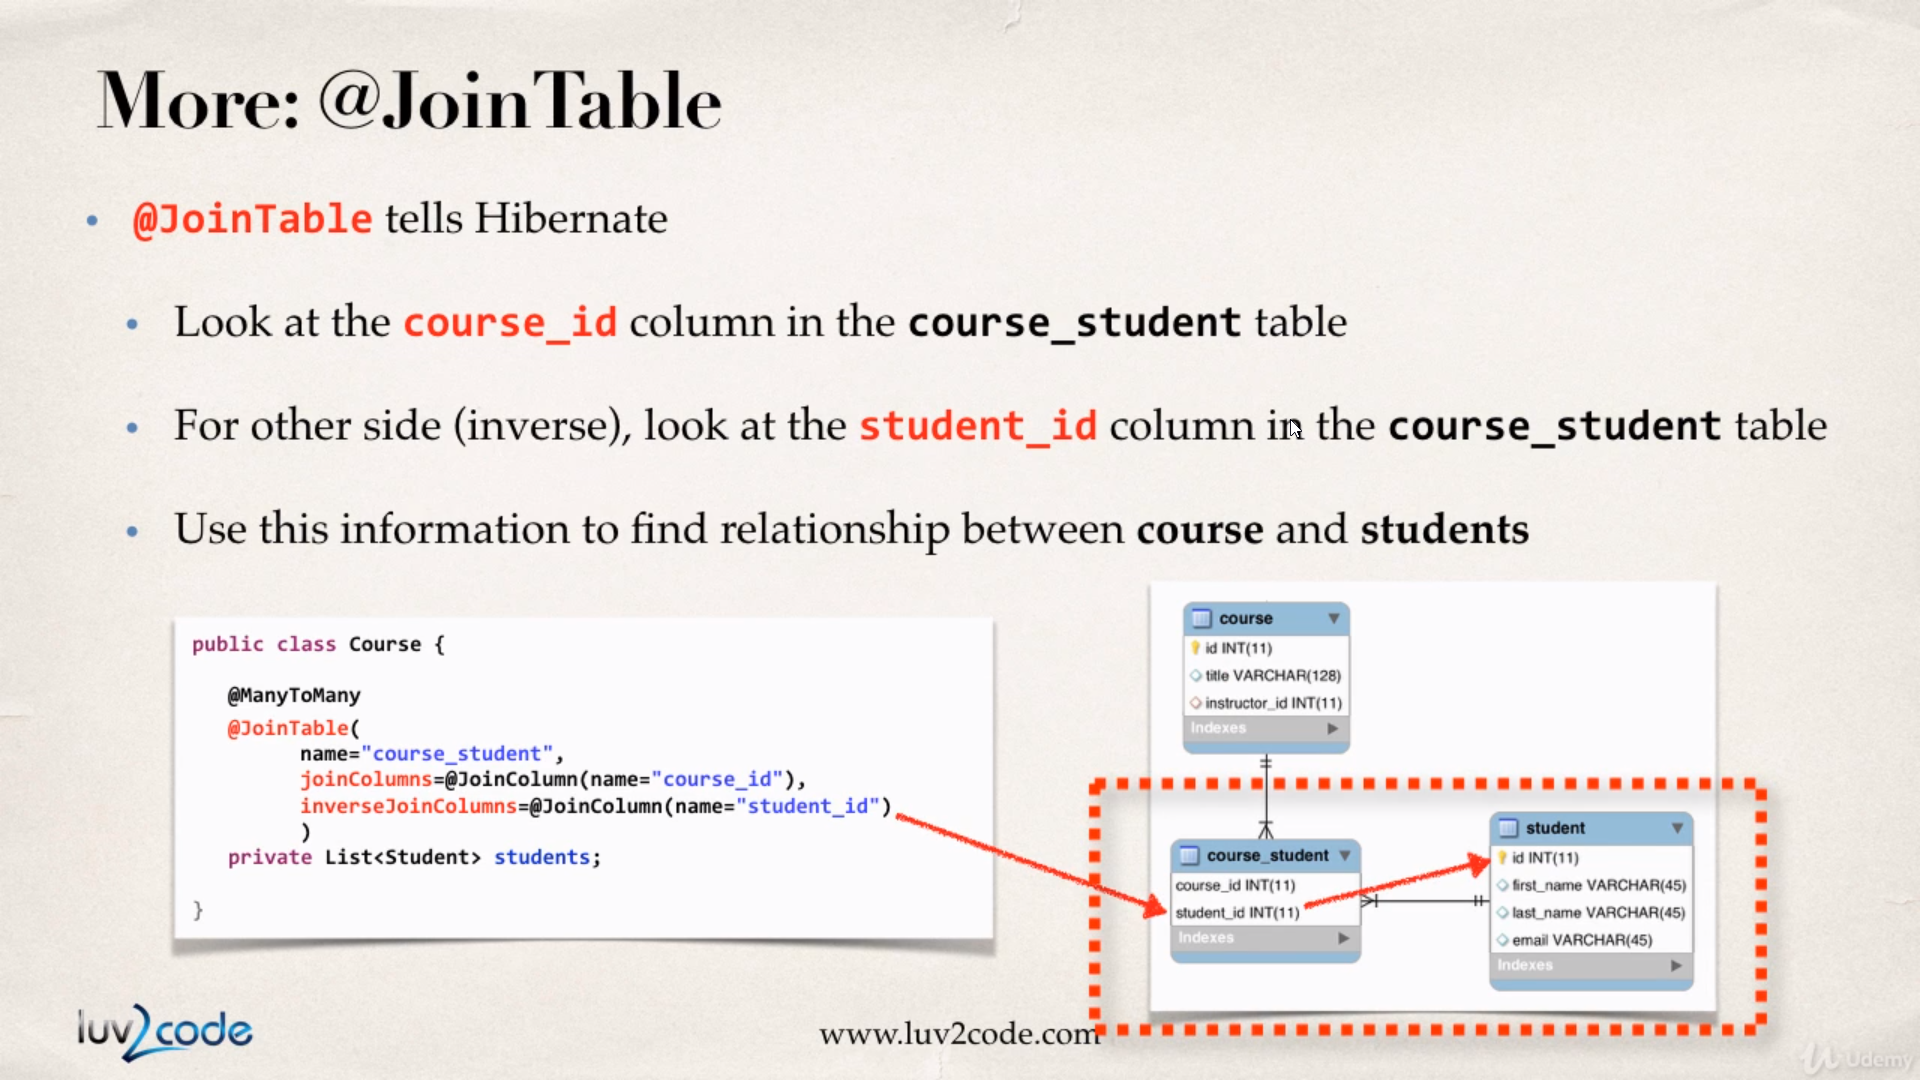 More: @JoinTable
• @JoinTable tells Hibernate
• Look at the course_id column in the course_student table
• For other side (inverse), look at the student_id column in the course_student table
• Use this information to find relationship between course and students
public class Course {
@ManyToMany
@JoinTable(
name="course_student",
joinColumns=@JoinColumn(name="course_id"),
inverseJoinColumns=@JoinColumn(name="student_id")
)
private List<Student> students;
}
course
id INT(11)
title VARCHAR(128)
instructor_id INT(11)
Indexes
course_student
course_id INT(11)
student_id INT(11)
Indexes
student
id INT(11)
first_name VARCHAR(45)
last_name VARCHAR(45)
email VARCHAR(45)
Indexes
luv2code
www.luv2code.com
Udemy